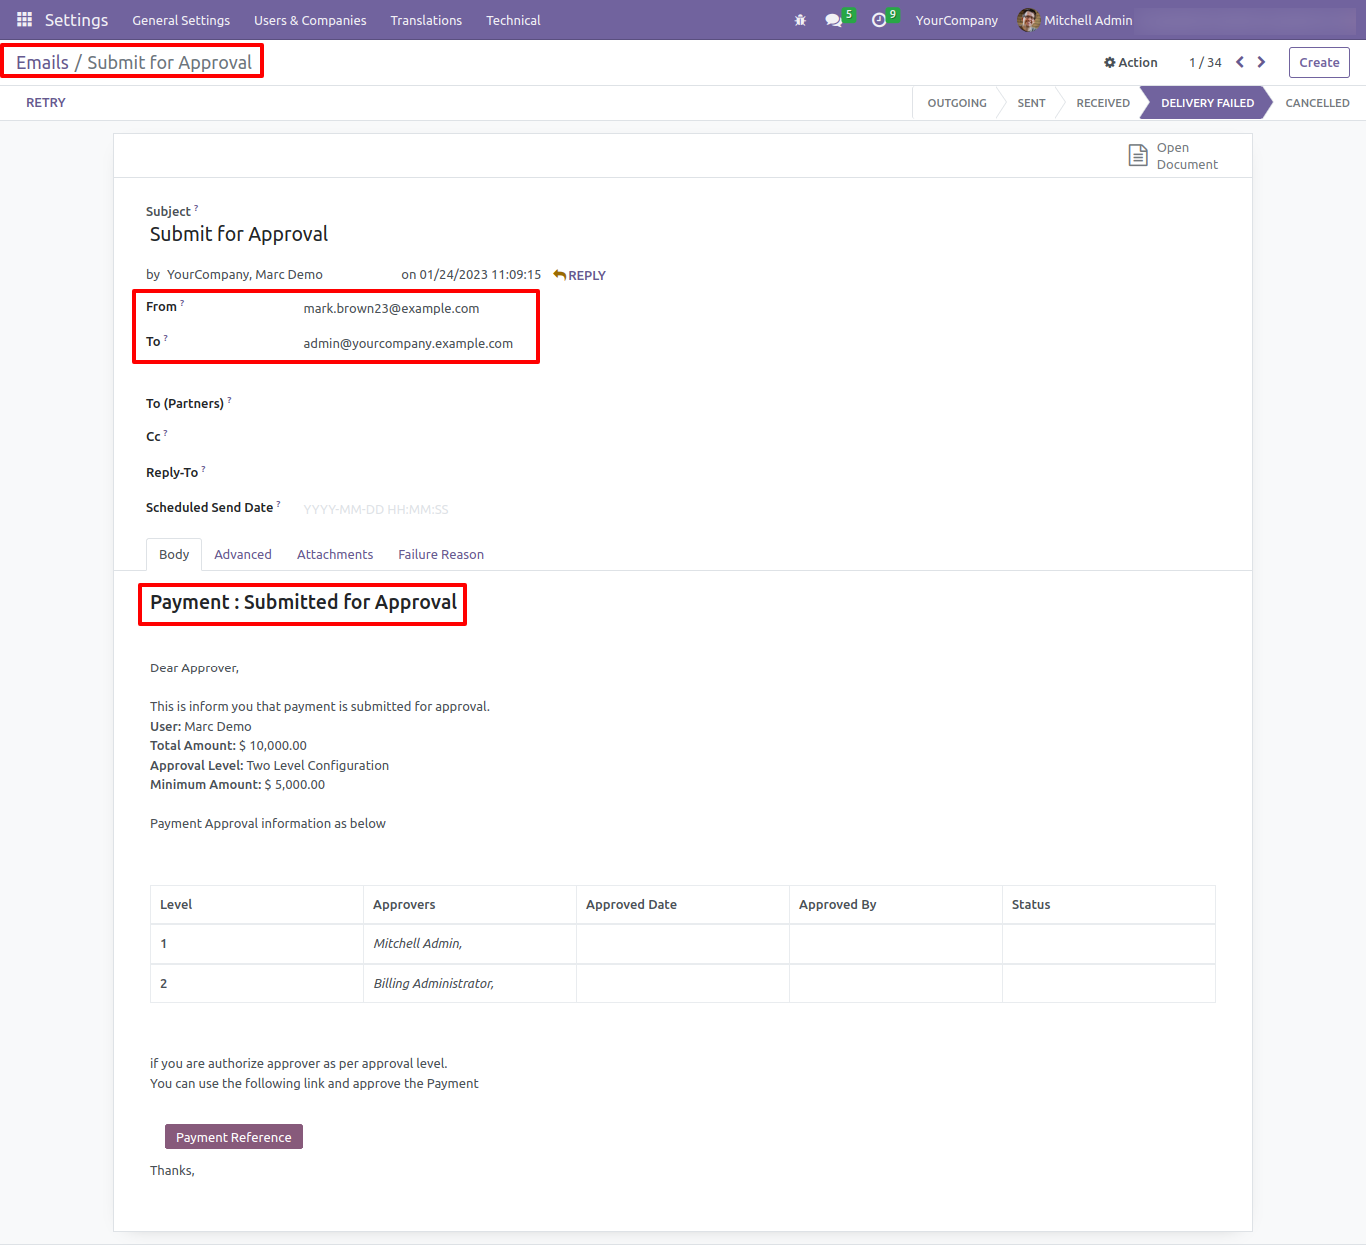 Settings General Settings Users & Companies Translations Technical 5 9 YourCompany Mitchell Admin
Emails / Submit for Approval Action 1 / 34 Create
RETRY OUTGOING SENT RECEIVED DELIVERY FAILED CANCELLED
Open
Document
Subject ?
Submit for Approval
by YourCompany, Marc Demo on 01/24/2023 11:09:15 REPLY
From ? mark.brown23@example.com
To ? admin@yourcompany.example.com
To (Partners) ?
Cc ?
Reply-To ?
Scheduled Send Date ? YYYY-MM-DD HH:MM:SS
Body Advanced Attachments Failure Reason
Payment : Submitted for Approval
Dear Approver,
This is inform you that payment is submitted for approval.
User: Marc Demo
Total Amount: $ 10,000.00
Approval Level: Two Level Configuration
Minimum Amount: $ 5,000.00
Payment Approval information as below
Level Approvers Approved Date Approved By Status
1 Mitchell Admin,
2 Billing Administrator,
if you are authorize approver as per approval level.
You can use the following link and approve the Payment
Payment Reference
Thanks,